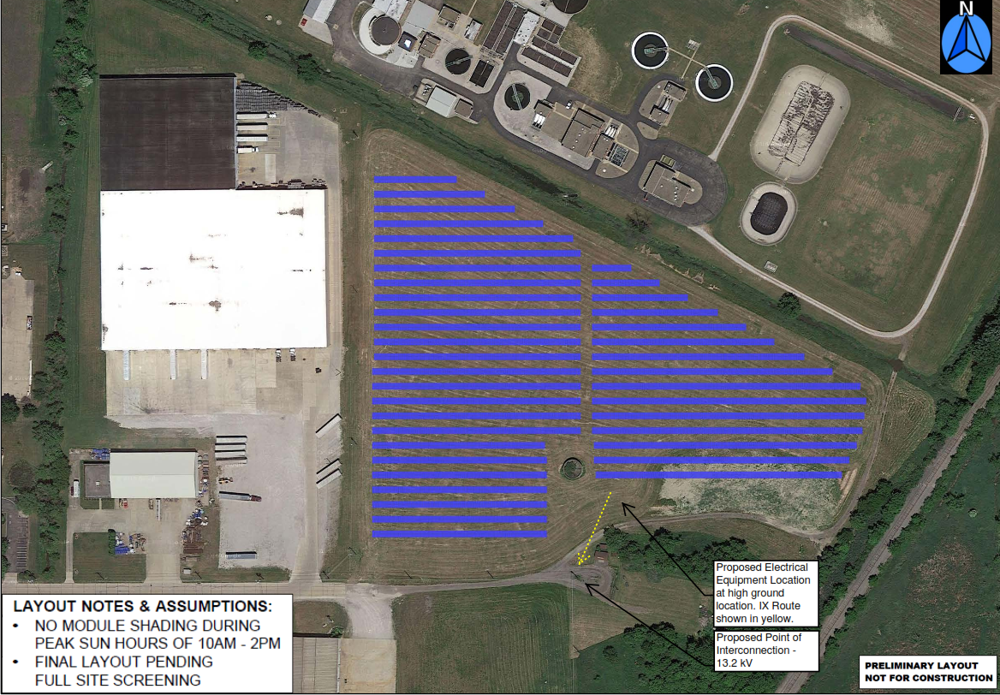 N
Proposed Electrical
Equipment Location
at high ground
location. IX Route
shown in yellow.
Proposed Point of
Interconnection -
13.2 kV
LAYOUT NOTES & ASSUMPTIONS:
• NO MODULE SHADING DURING
PEAK SUN HOURS OF 10AM - 2PM
• FINAL LAYOUT PENDING
FULL SITE SCREENING
PRELIMINARY LAYOUT
NOT FOR CONSTRUCTION